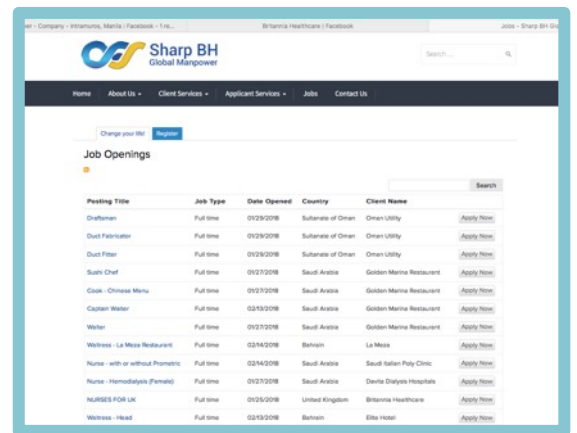 er - Company - Intramuros, Manila | Facebook - 1 re...
Britannia Healthcare | Facebook
Jobs - Sharp BH Glo
Sharp BH
Global Manpower
Search ...
Home
About Us
Client Services
Applicant Services
Jobs
Contact Us
Change your life!
Register
Job Openings
Search
Posting Title Job Type Date Opened Country Client Name
Draftsman Full time 01/29/2018 Sultanate of Oman Oman Utility Apply Now
Duct Fabricator Full time 01/29/2018 Sultanate of Oman Oman Utility Apply Now
Duct Fitter Full time 01/29/2018 Sultanate of Oman Oman Utility Apply Now
Sushi Chef Full time 01/27/2018 Saudi Arabia Golden Marina Restaurant Apply Now
Cook - Chinese Menu Full time 01/27/2018 Saudi Arabia Golden Marina Restaurant Apply Now
Captain Waiter Full time 02/13/2018 Saudi Arabia Golden Marina Restaurant Apply Now
Waiter Full time 01/27/2018 Saudi Arabia Golden Marina Restaurant Apply Now
Waitress - La Meza Restaurant Full time 02/14/2018 Bahrain La Meza Apply Now
Nurse - with or without Prometric Full time 02/14/2018 Saudi Arabia Saudi Italian Poly Clinic Apply Now
Nurse - Hemodialysis (Female) Full time 01/27/2018 Saudi Arabia Davita Dialysis Hospitals Apply Now
NURSES FOR UK Full time 01/25/2018 United Kingdom Britannia Healthcare Apply Now
Waitress - Head Full time 02/13/2018 Bahrain Elite Hotel Apply Now